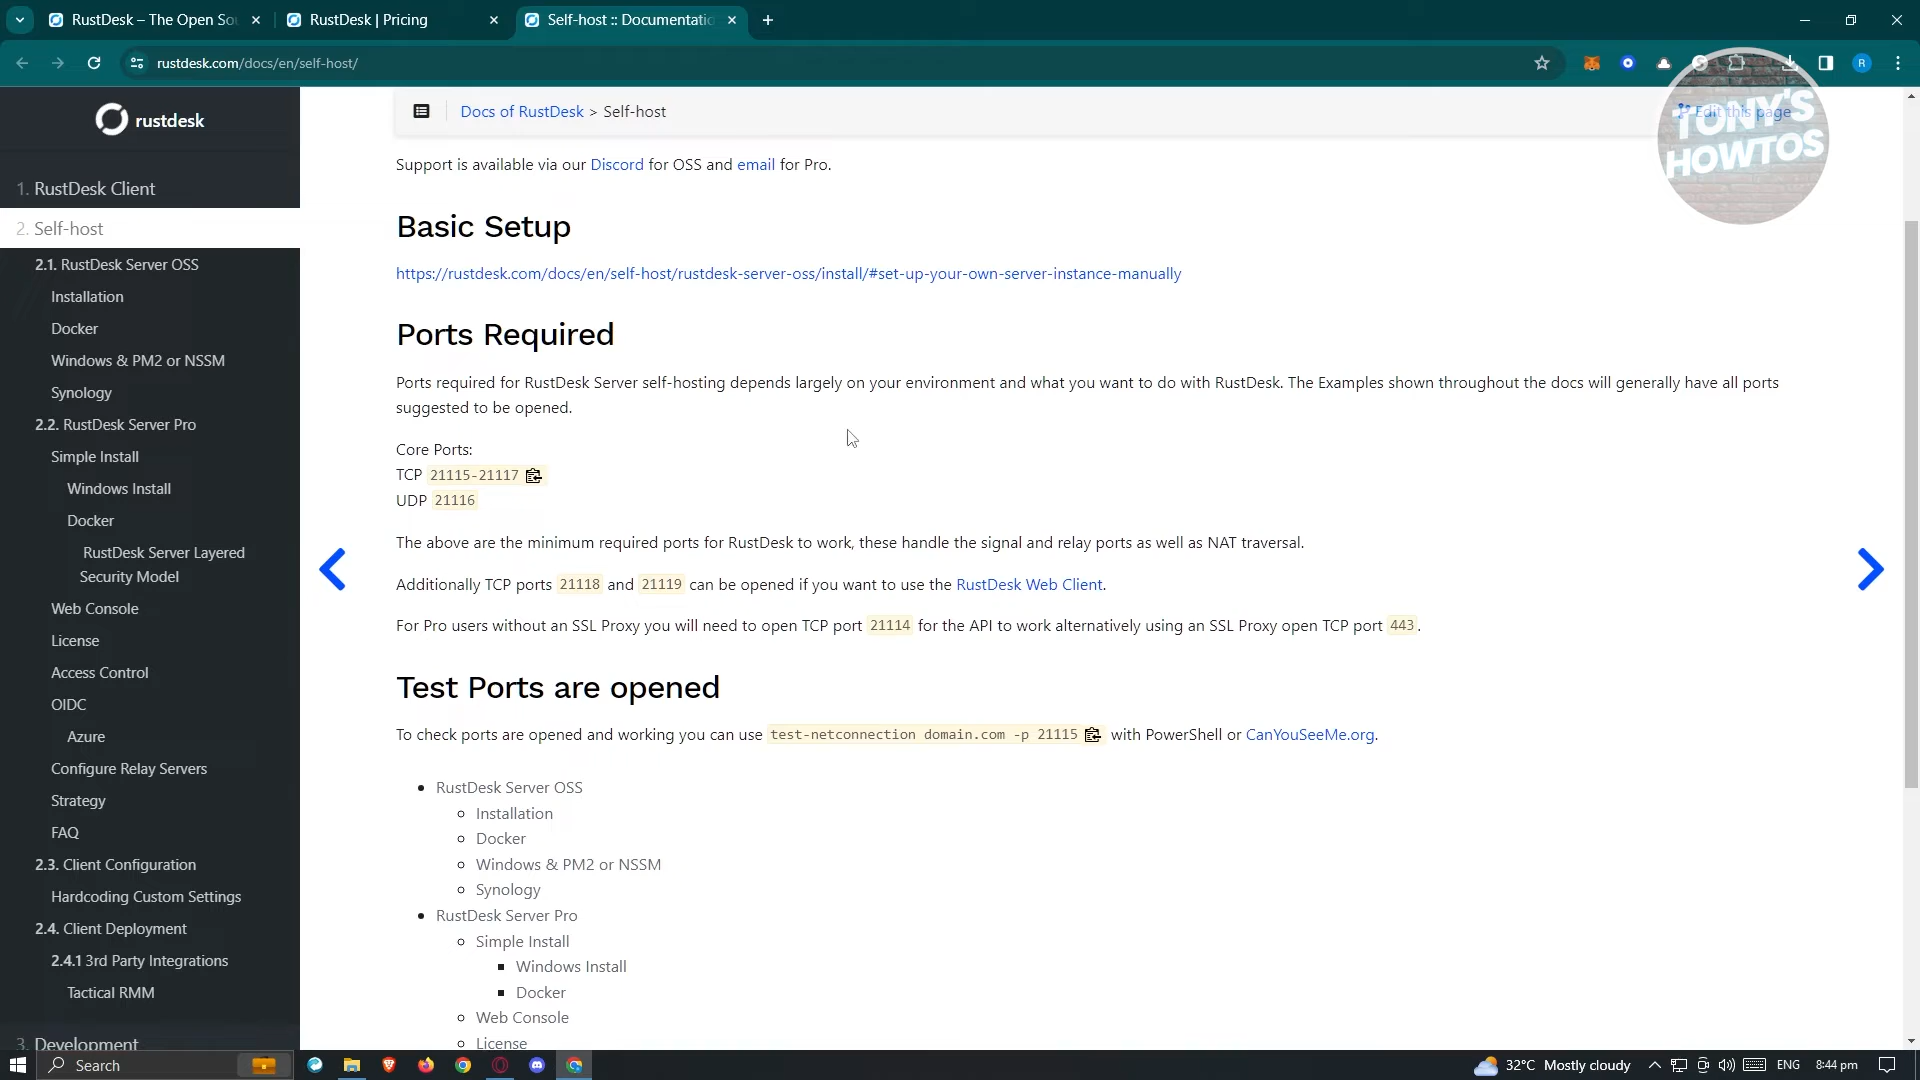 RustDesk – The Open So
RustDesk | Pricing
Self-host :: Documentatio
rustdesk.com/docs/en/self-host/
R
rustdesk
Docs of RustDesk > Self-host
Edit this page
TONY'S
HOWTOS
1. RustDesk Client
2. Self-host
2.1. RustDesk Server OSS
Installation
Docker
Windows & PM2 or NSSM
Synology
2.2. RustDesk Server Pro
Simple Install
Windows Install
Docker
RustDesk Server Layered
Security Model
Web Console
License
Access Control
OIDC
Azure
Configure Relay Servers
Strategy
FAQ
2.3. Client Configuration
Hardcoding Custom Settings
2.4. Client Deployment
2.4.1 3rd Party Integrations
Tactical RMM
3. Development
Support is available via our Discord for OSS and email for Pro.
Basic Setup
https://rustdesk.com/docs/en/self-host/rustdesk-server-oss/install/#set-up-your-own-server-instance-manually
Ports Required
Ports required for RustDesk Server self-hosting depends largely on your environment and what you want to do with RustDesk. The Examples shown throughout the docs will generally have all ports
suggested to be opened.
Core Ports:
TCP 21115-21117
UDP 21116
The above are the minimum required ports for RustDesk to work, these handle the signal and relay ports as well as NAT traversal.
Additionally TCP ports 21118 and 21119 can be opened if you want to use the RustDesk Web Client.
For Pro users without an SSL Proxy you will need to open TCP port 21114 for the API to work alternatively using an SSL Proxy open TCP port 443.
Test Ports are opened
To check ports are opened and working you can use test-netconnection domain.com -p 21115 with PowerShell or CanYouSeeMe.org.
RustDesk Server OSS
Installation
Docker
Windows & PM2 or NSSM
Synology
RustDesk Server Pro
Simple Install
Windows Install
Docker
Web Console
License
Search
32°C Mostly cloudy
ENG
8:44 pm